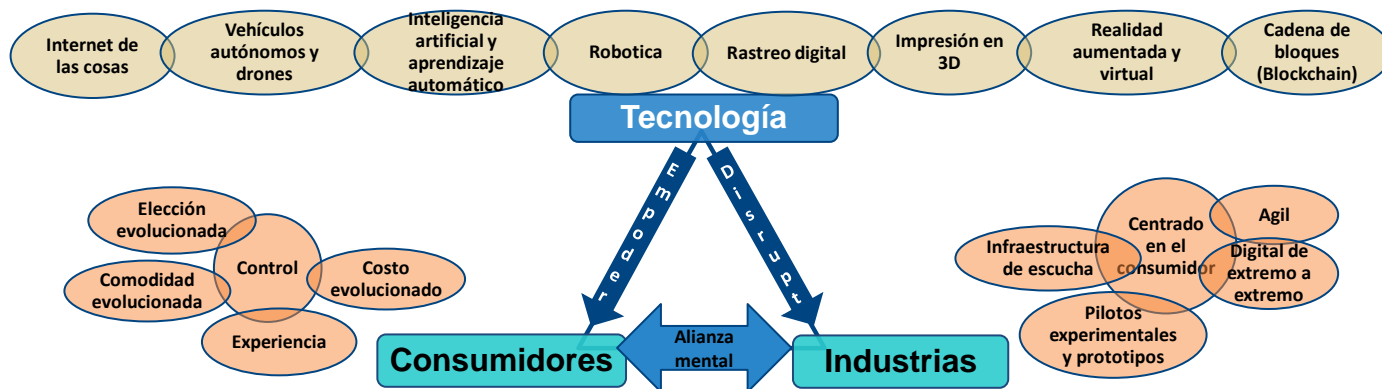 Internet de
las cosas
Vehículos
autónomos y
drones
Inteligencia
artificial y
aprendizaje
automático
Robotica
Rastreo digital
Impresión en
3D
Realidad
aumentada y
virtual
Cadena de
bloques
(Blockchain)
Tecnología
Empoder
Disrupt
Elección
evolucionada
Comodidad
evolucionada
Control
Costo
evolucionado
Experiencia
Centrado
en el
consumidor
Agil
Infraestructura
de escucha
Digital de
extremo a
extremo
Pilotos
experimentales
y prototipos
Consumidores
Alianza
mental
Industrias